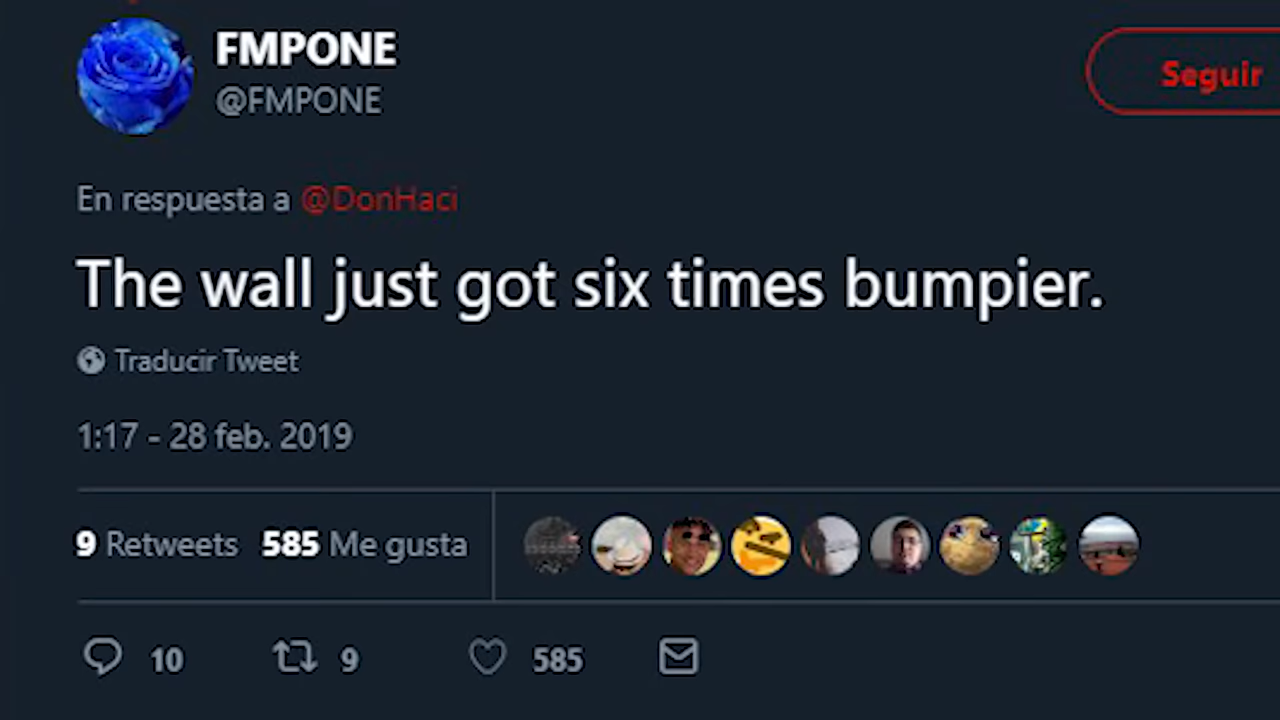 FMPONE
@FMPONE
Seguir
En respuesta a @DonHaci
The wall just got six times bumpier.
Traducir Tweet
1:17 - 28 feb. 2019
9 Retweets 585 Me gusta
10 9 585